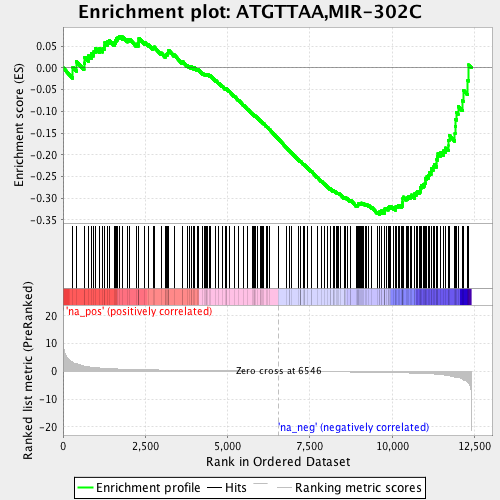 Enrichment plot: ATGTTAA,MIR-302C
Enrichment score (ES)
0.05
0.00
-0.05
-0.10
-0.15
-0.20
-0.25
-0.30
-0.35
'na_pos' (positively correlated)
Ranked list metric (PreRanked)
20
10
0
-10
-20
Zero cross at 6546
'na_neg' (negatively correlated)
0
2,500
5,000
7,500
10,000
12,500
Rank in Ordered Dataset
Enrichment profile
Hits
Ranking metric scores